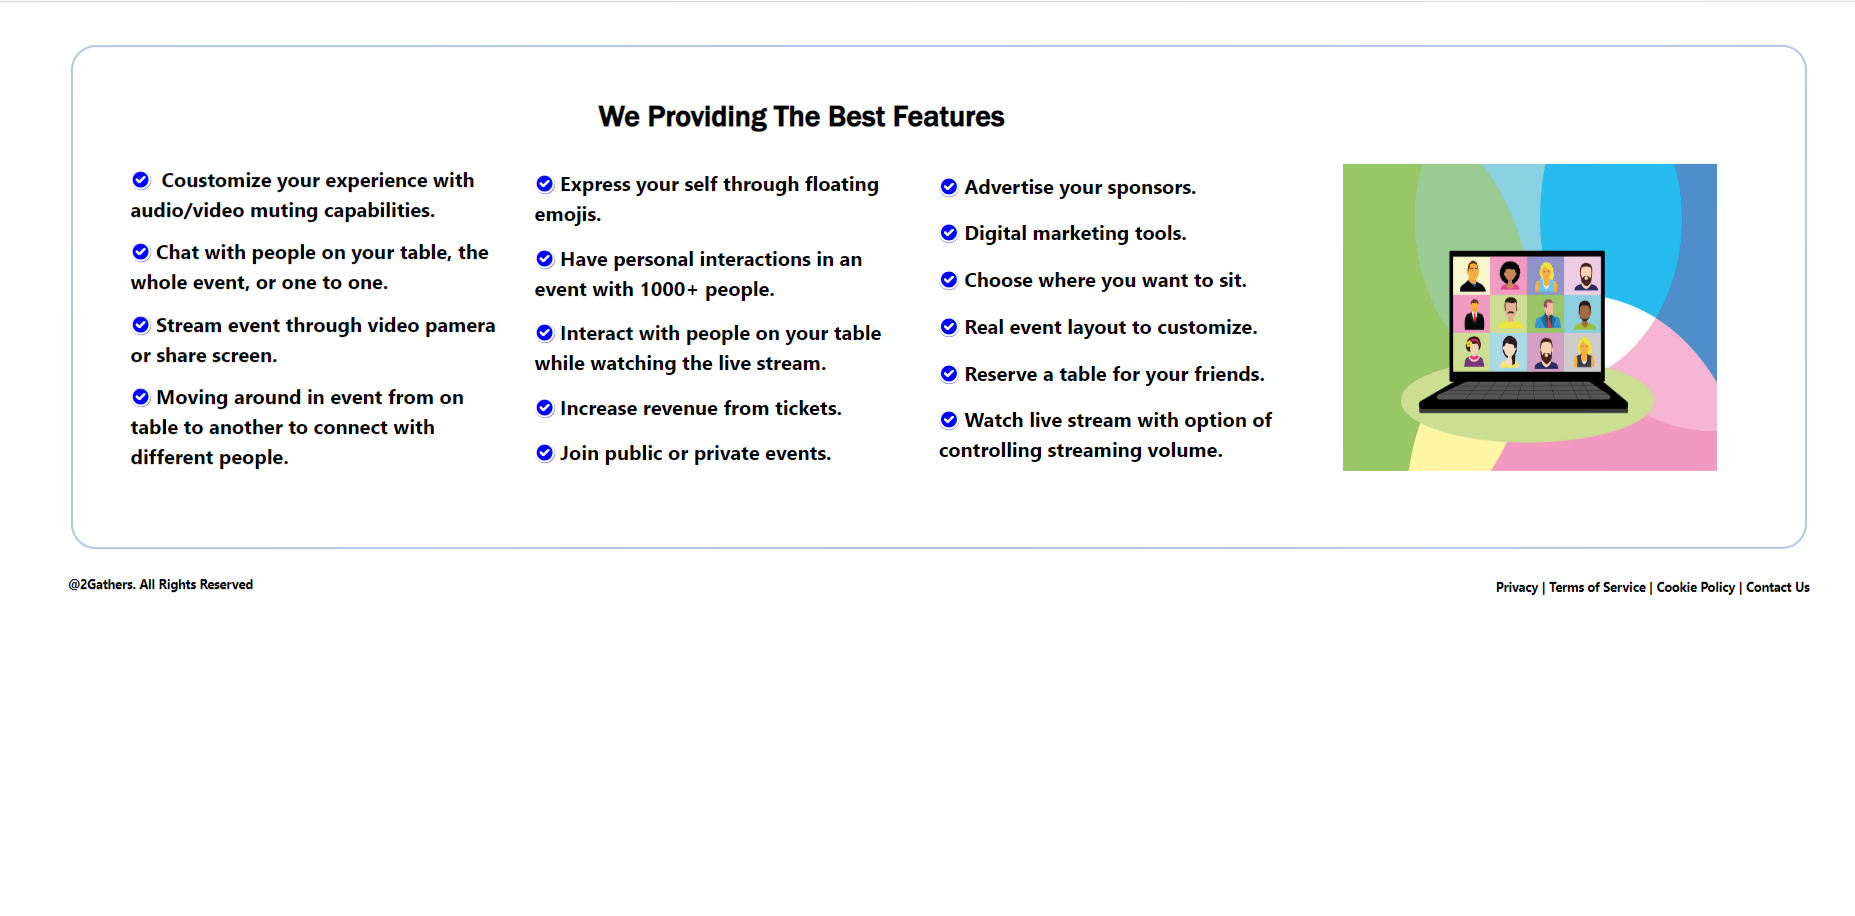 We Providing The Best Features
Coustomize your experience with
audio/video muting capabilities.
Chat with people on your table, the
whole event, or one to one.
Stream event through video pamera
or share screen.
Moving around in event from on
table to another to connect with
different people.
Express your self through floating
emojis.
Have personal interactions in an
event with 1000+ people.
Interact with people on your table
while watching the live stream.
Increase revenue from tickets.
Join public or private events.
Advertise your sponsors.
Digital marketing tools.
Choose where you want to sit.
Real event layout to customize.
Reserve a table for your friends.
Watch live stream with option of
controlling streaming volume.
@2Gathers. All Rights Reserved
Privacy | Terms of Service | Cookie Policy | Contact Us